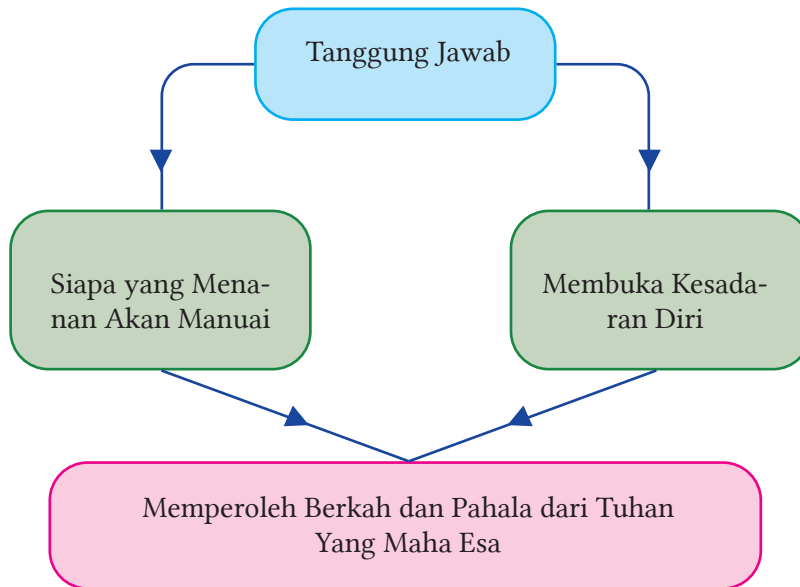 Tanggung Jawab
Siapa yang Mena-
nan Akan Manuai
Membuka Kesada-
ran Diri
Memperoleh Berkah dan Pahala dari Tuhan
Yang Maha Esa